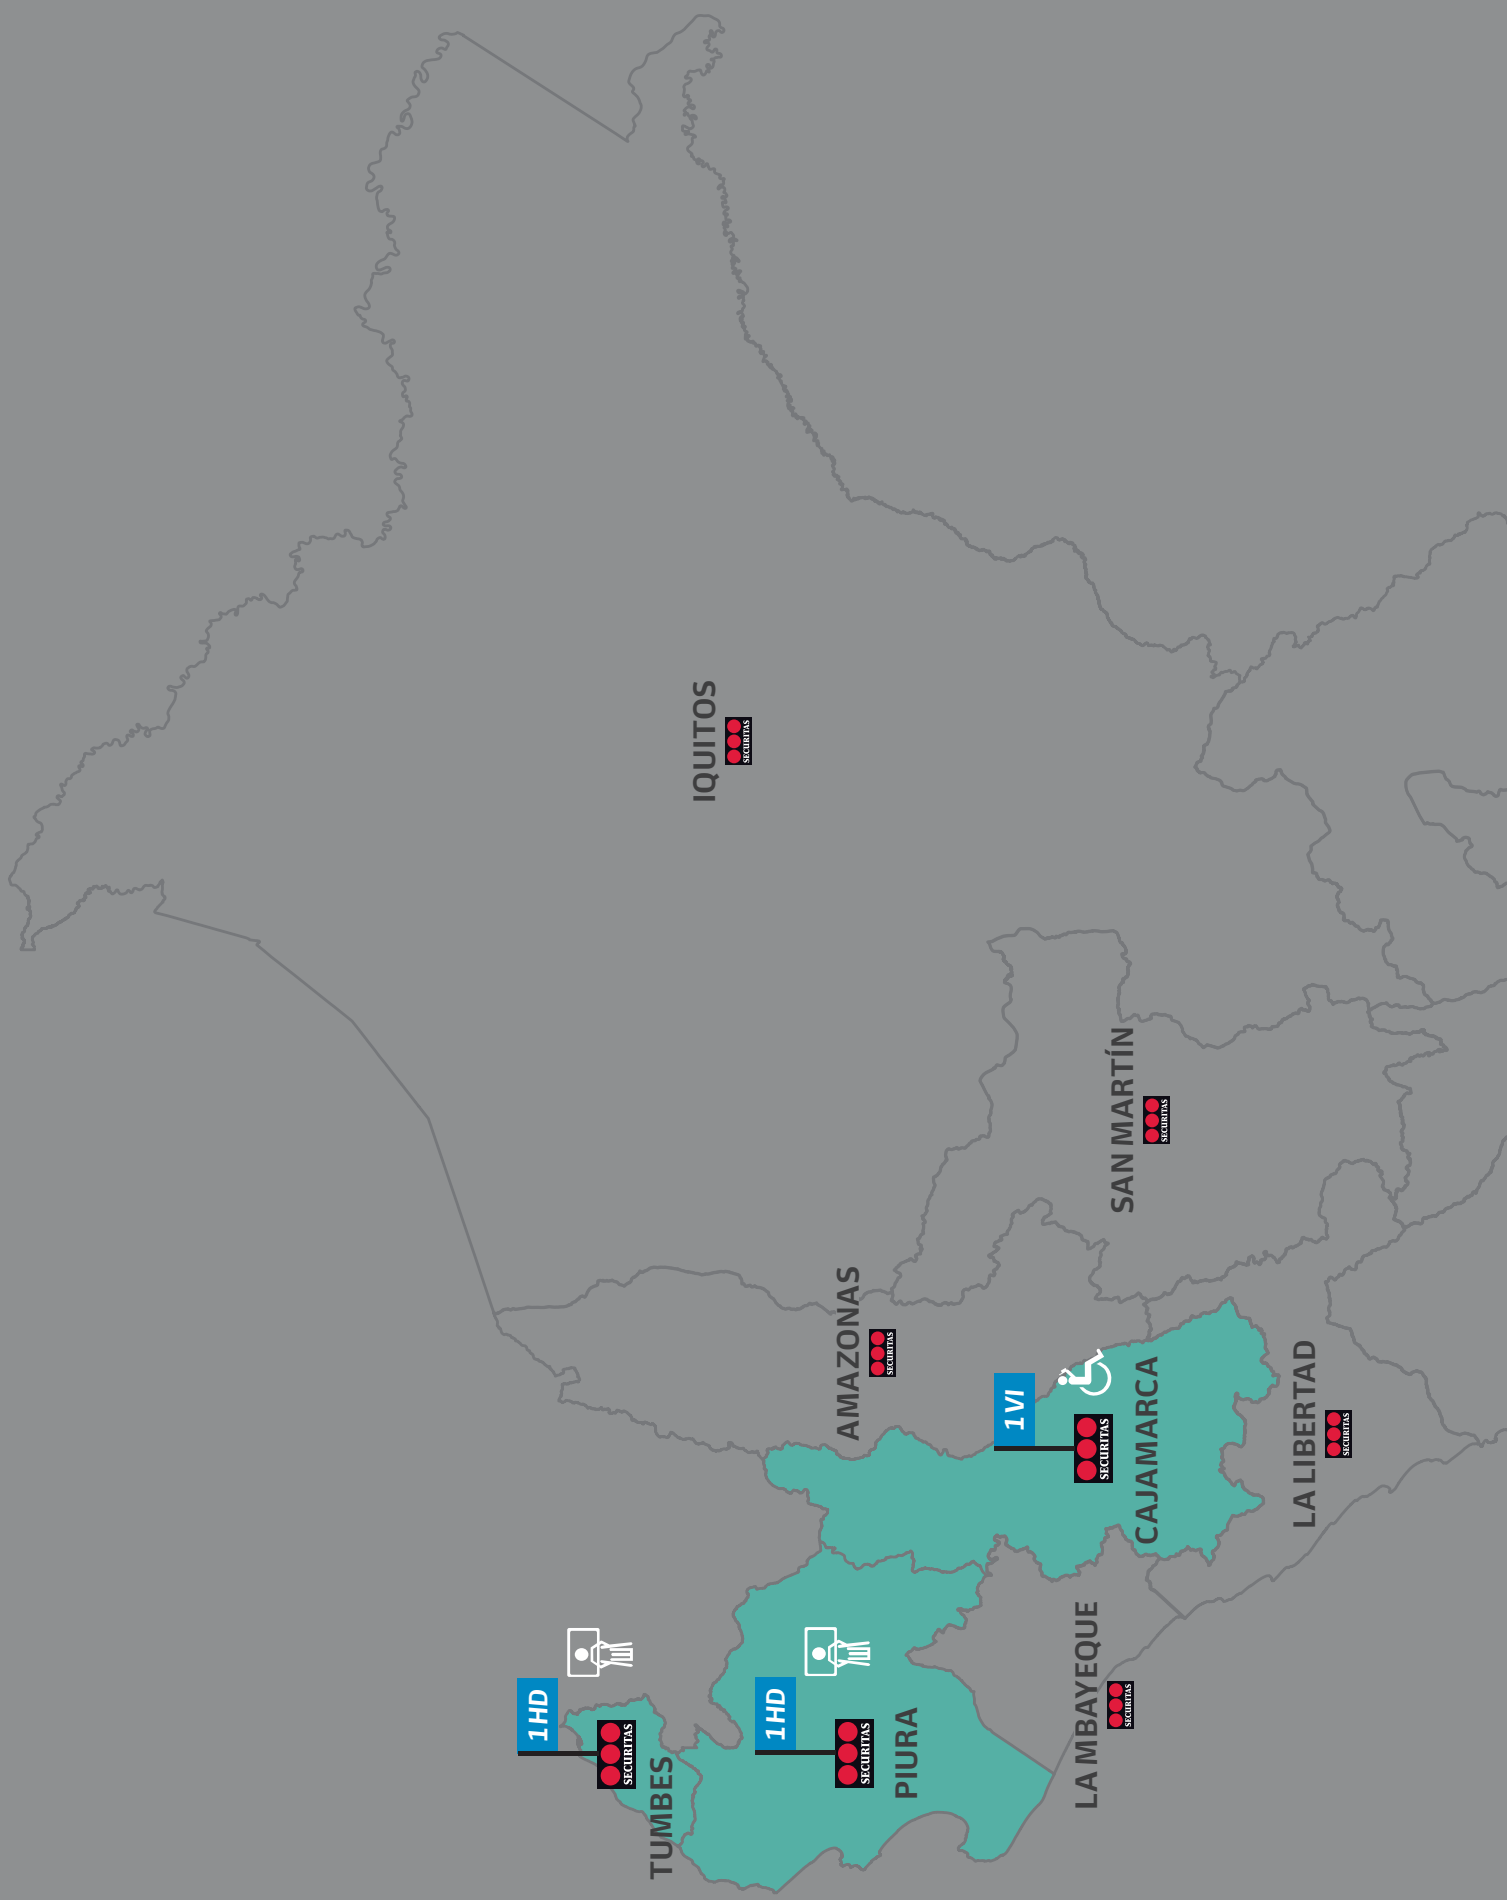 1 HD
SECURITAS
TUMBES
1 HD
SECURITAS
PIURA
IQUITOS
SECURITAS
AMAZONAS
SECURITAS
1 VI
SECURITAS
CAJAMARCA
SAN MARTÍN
SECURITAS
LAMBAYEQUE
SECURITAS
LA LIBERTAD
SECURITAS